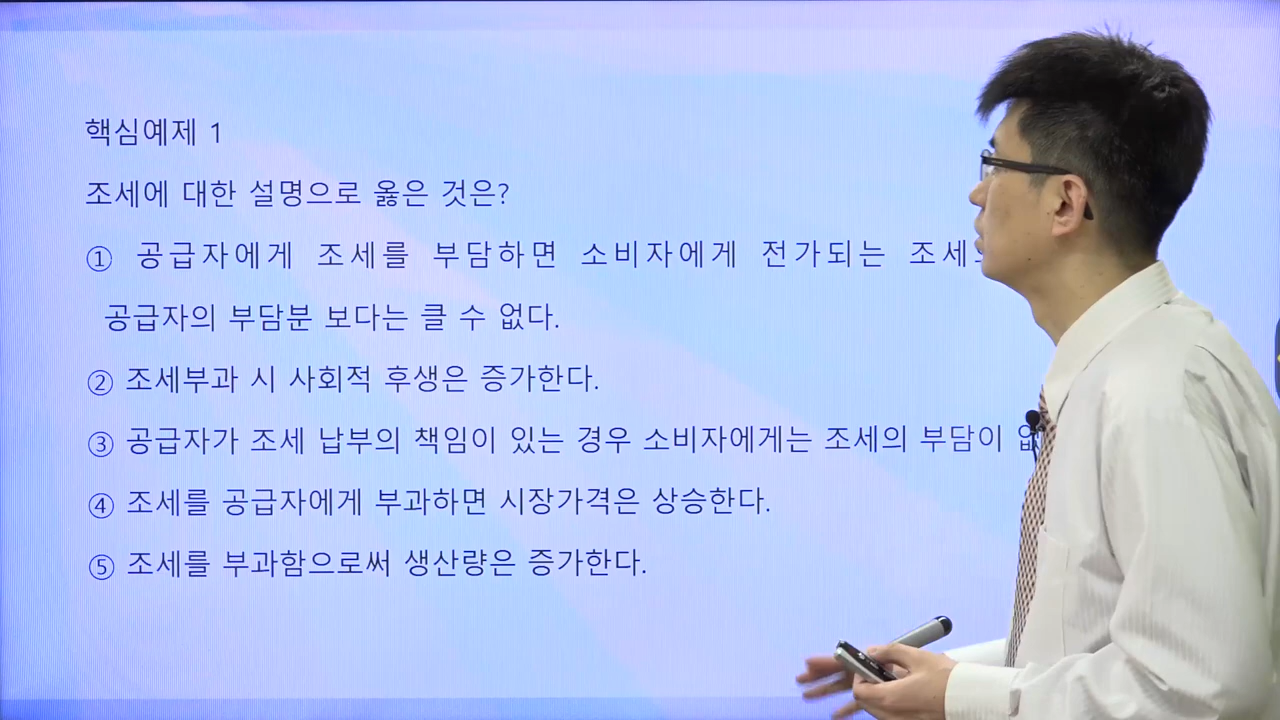 핵심예제 1
조세에 대한 설명으로 옳은 것은?
① 공급자에게 조세를 부담하면 소비자에게 전가되는
공급자의 부담분 보다는 클 수 없다.
② 조세부과 시 사회적 후생은 증가한다.
③ 공급자가 조세 납부의 책임이 있는 경우 소비자에게는 조세의 부담이
④ 조세를 공급자에게 부과하면 시장가격은 상승한다.
⑤ 조세를 부과함으로써 생산량은 증가한다.